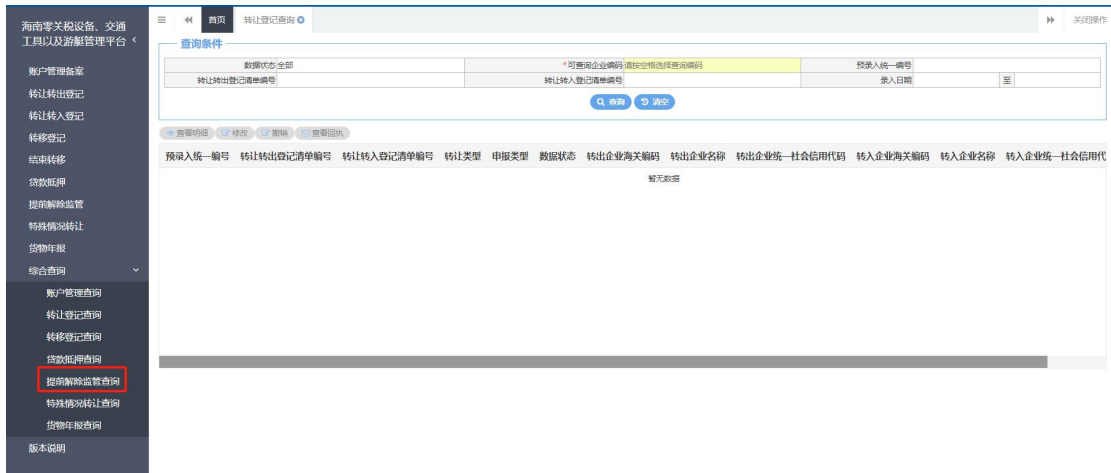 海南零关税设备、交通
工具以及游艇管理平台
首页 转让登记查询 关闭操作
账户管理备案
转让转出登记
转让转入登记
转移登记
结束转移
贷款抵押
提前解除监管
特殊情况转让
货物年报
综合查询
账户管理查询
转让登记查询
转移登记查询
贷款抵押查询
提前解除监管查询
特殊情况转让查询
货物年报查询
版本说明
查询条件
数据状态 全部 *可查询企业编码 请按空格选择查询编码 预录入统一编号
转让转出登记清单编号 转让转入登记清单编号 录入日期 至
查询 清空
查看明细 修改 撤销 查看回执
预录入统一编号 转让转出登记清单编号 转让转入登记清单编号 转让类型 申报类型 数据状态 转出企业海关编码 转出企业名称 转出企业统一社会信用代码 转入企业海关编码 转入企业名称 转入企业统一社会信用代
暂无数据